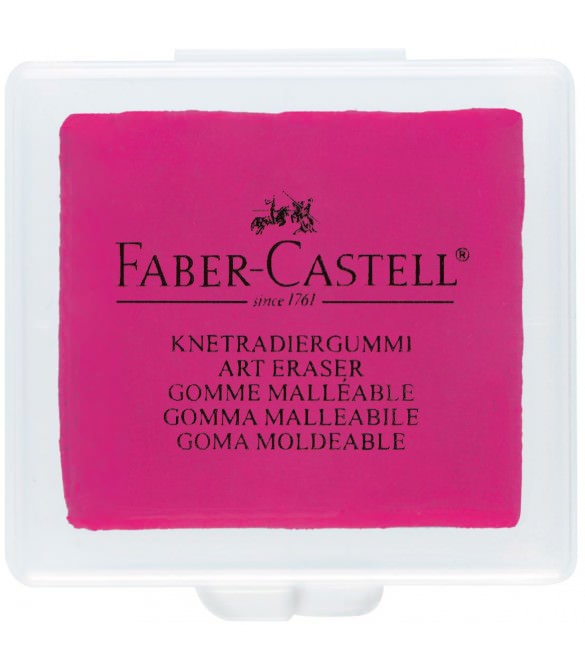 FABER-CASTELL®
since 1761
KNETRADIERGUMMI
ART ERASER
GOMME MALLÉABLE
GOMMA MALLEABILE
GOMA MOLDEABLE